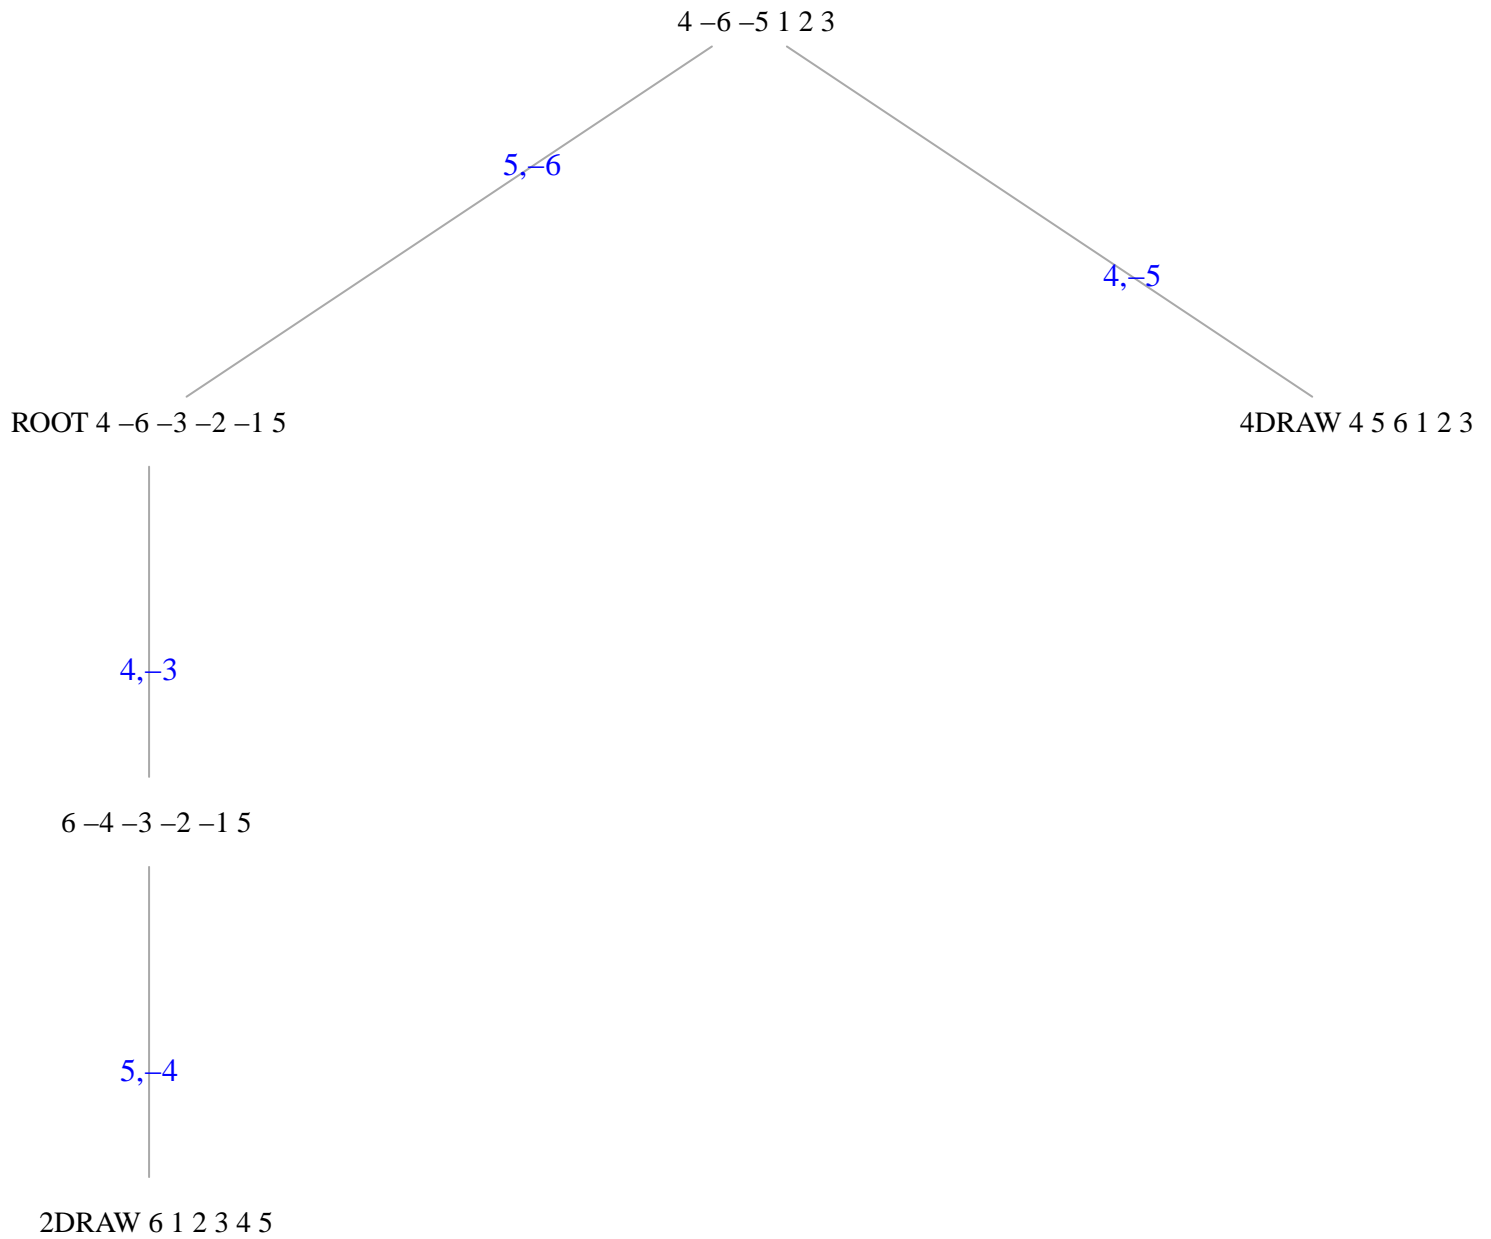 4 –6 –5 1 2 3
5,–6
4,–5
ROOT 4 –6 –3 –2 –1 5
4DRAW 4 5 6 1 2 3
4,–3
6 –4 –3 –2 –1 5
5,–4
2DRAW 6 1 2 3 4 5